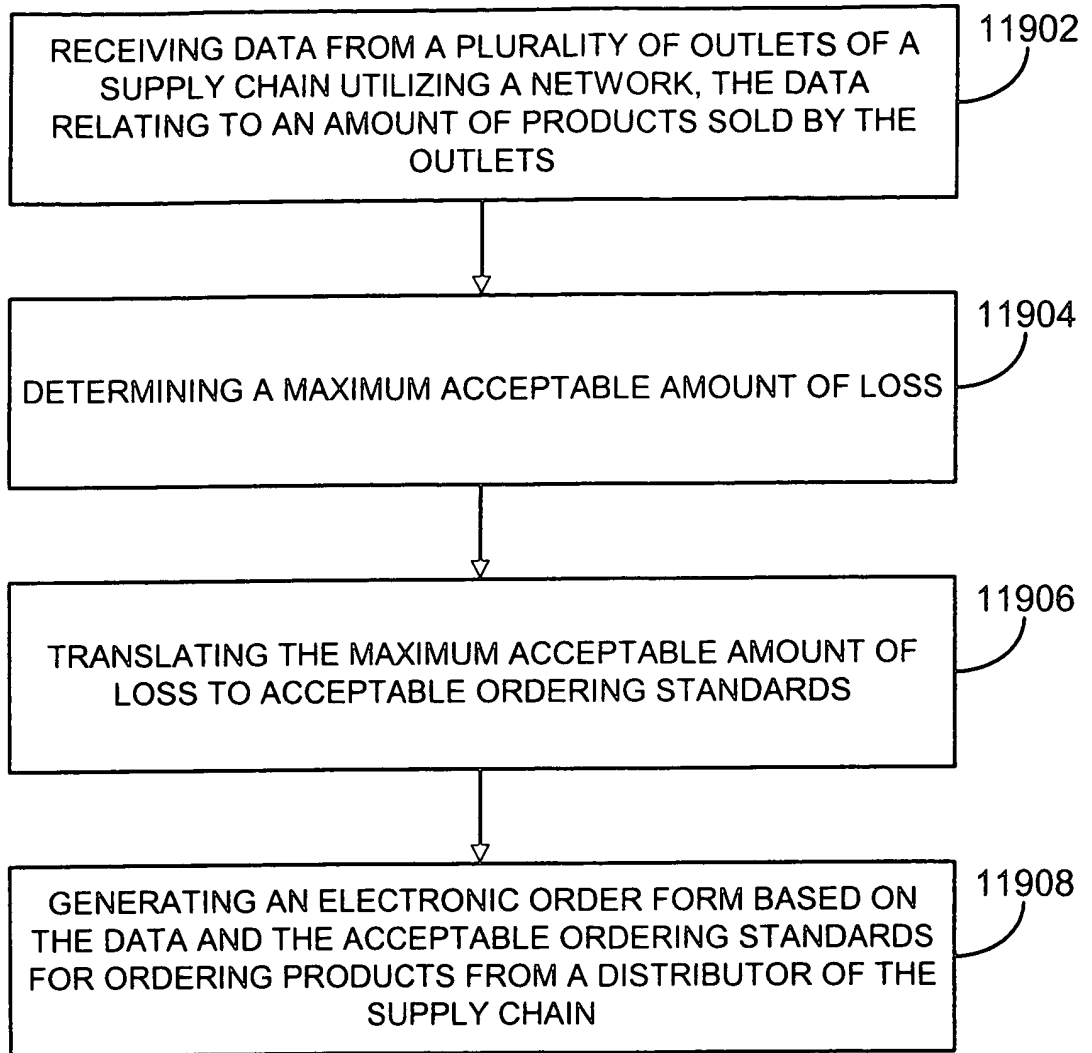 RECEIVING DATA FROM A PLURALITY OF OUTLETS OF A
SUPPLY CHAIN UTILIZING A NETWORK, THE DATA
RELATING TO AN AMOUNT OF PRODUCTS SOLD BY THE
OUTLETS
11902
DETERMINING A MAXIMUM ACCEPTABLE AMOUNT OF LOSS
11904
TRANSLATING THE MAXIMUM ACCEPTABLE AMOUNT OF
LOSS TO ACCEPTABLE ORDERING STANDARDS
11906
GENERATING AN ELECTRONIC ORDER FORM BASED ON
THE DATA AND THE ACCEPTABLE ORDERING STANDARDS
FOR ORDERING PRODUCTS FROM A DISTRIBUTOR OF THE
SUPPLY CHAIN
11908